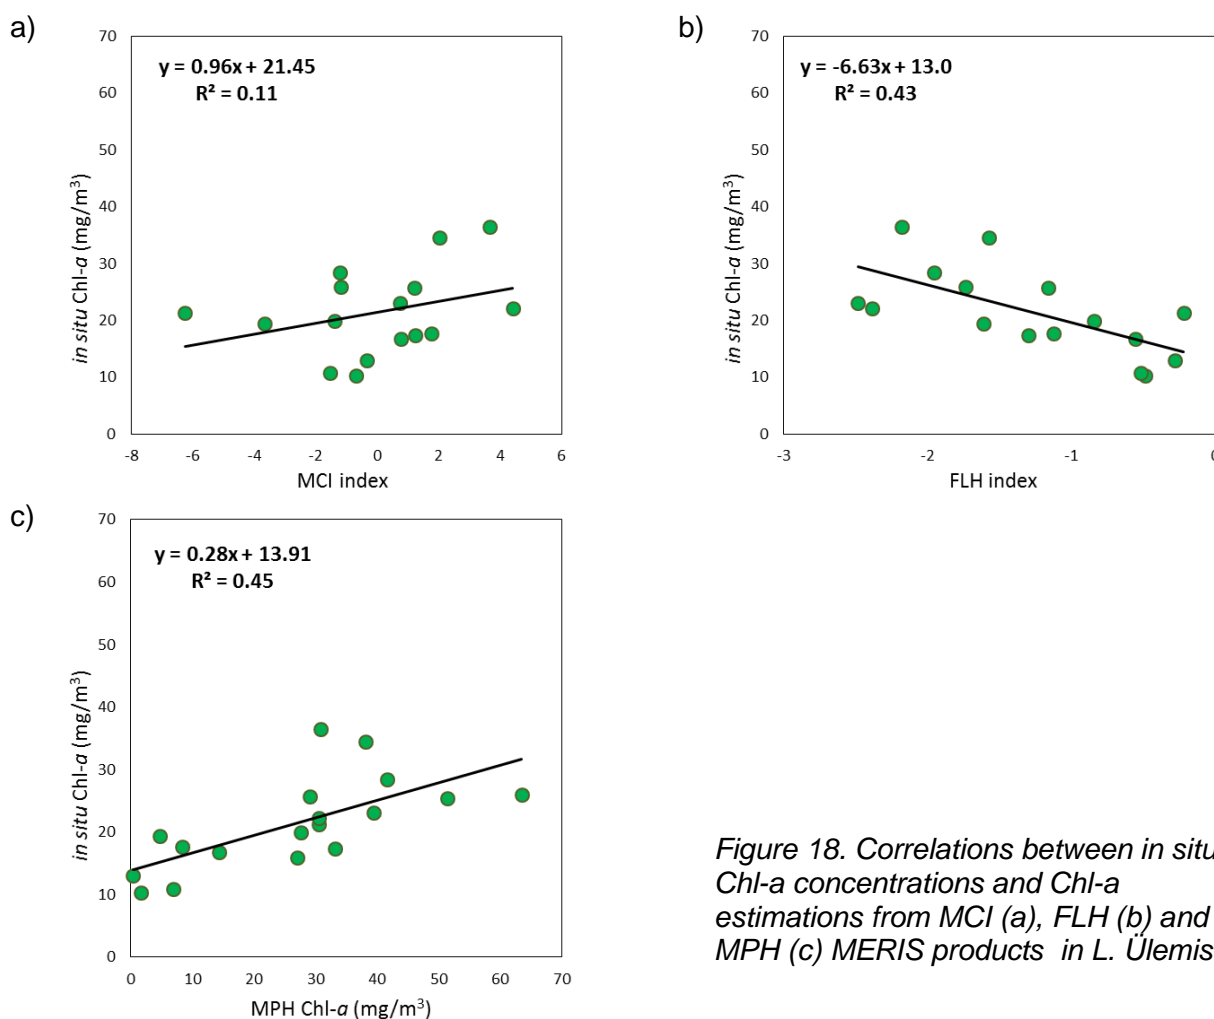 a)
y = 0.96x + 21.45
R² = 0.11
70
60
50
40
30
20
10
0
in situ Chl-a (mg/m³)
-8 -6 -4 -2 0 2 4 6
MCI index
b)
y = -6.63x + 13.0
R² = 0.43
70
60
50
40
30
20
10
0
in situ Chl-a (mg/m³)
-3 -2 -1 0
FLH index
c)
y = 0.28x + 13.91
R² = 0.45
70
60
50
40
30
20
10
0
in situ Chl-a (mg/m³)
0 10 20 30 40 50 60 70
MPH Chl-a (mg/m³)
Figure 18. Correlations between in situ
Chl-a concentrations and Chl-a
estimations from MCI (a), FLH (b) and
MPH (c) MERIS products in L. Ülemis